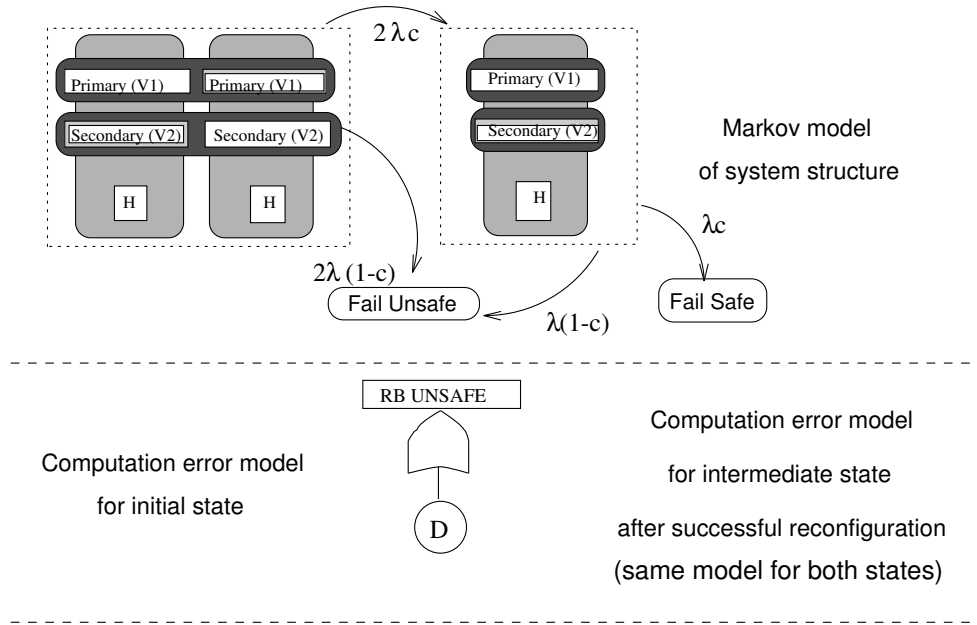 2λc
Primary (V1)
Primary (V1)
Secondary (V2)
Secondary (V2)
H
H
Primary (V1)
Secondary (V2)
H
Markov model
of system structure
2λ (1-c)
Fail Unsafe
λ(1-c)
λc
Fail Safe
RB UNSAFE
D
Computation error model
for initial state
Computation error model
for intermediate state
after successful reconfiguration
(same model for both states)